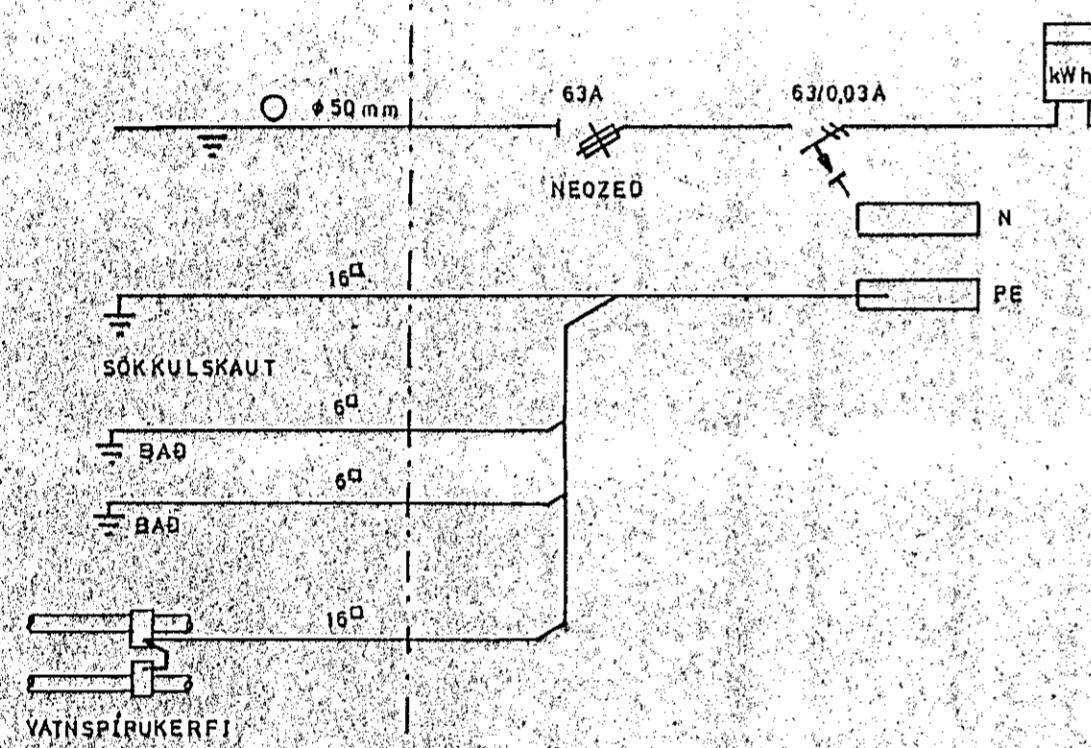 kWh
φ 50 mm
63A
63/0,03A
NEOZED
N
16□
PE
SÖKKULSKAUT
6□
BAÐ
6□
BAÐ
16□
VATNSPÍPUKERFI